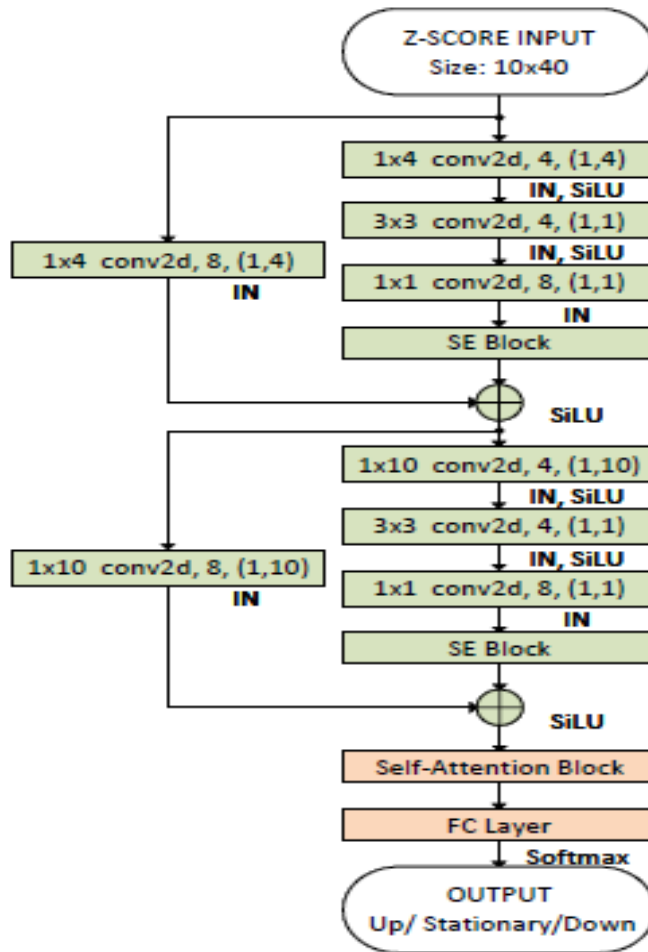 Z-SCORE INPUT
Size: 10x40
1x4 conv2d, 4, (1,4)
IN, SiLU
3x3 conv2d, 4, (1,1)
IN, SiLU
1x4 conv2d, 8, (1,4)
IN
1x1 conv2d, 8, (1,1)
IN
SE Block
SiLU
1x10 conv2d, 4, (1,10)
IN, SiLU
3x3 conv2d, 4, (1,1)
IN, SiLU
1x10 conv2d, 8, (1,10)
IN
1x1 conv2d, 8, (1,1)
IN
SE Block
SiLU
Self-Attention Block
FC Layer
Softmax
OUTPUT
Up/ Stationary/Down